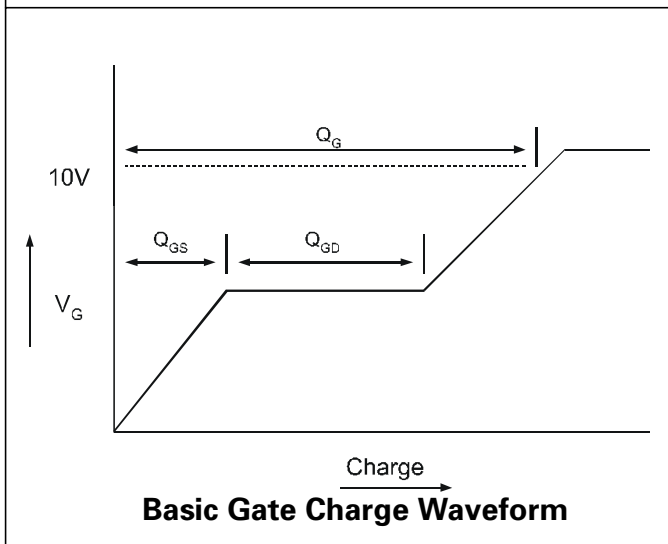 Q_G
10V
Q_GS
Q_GD
V_G
Charge
Basic Gate Charge Waveform